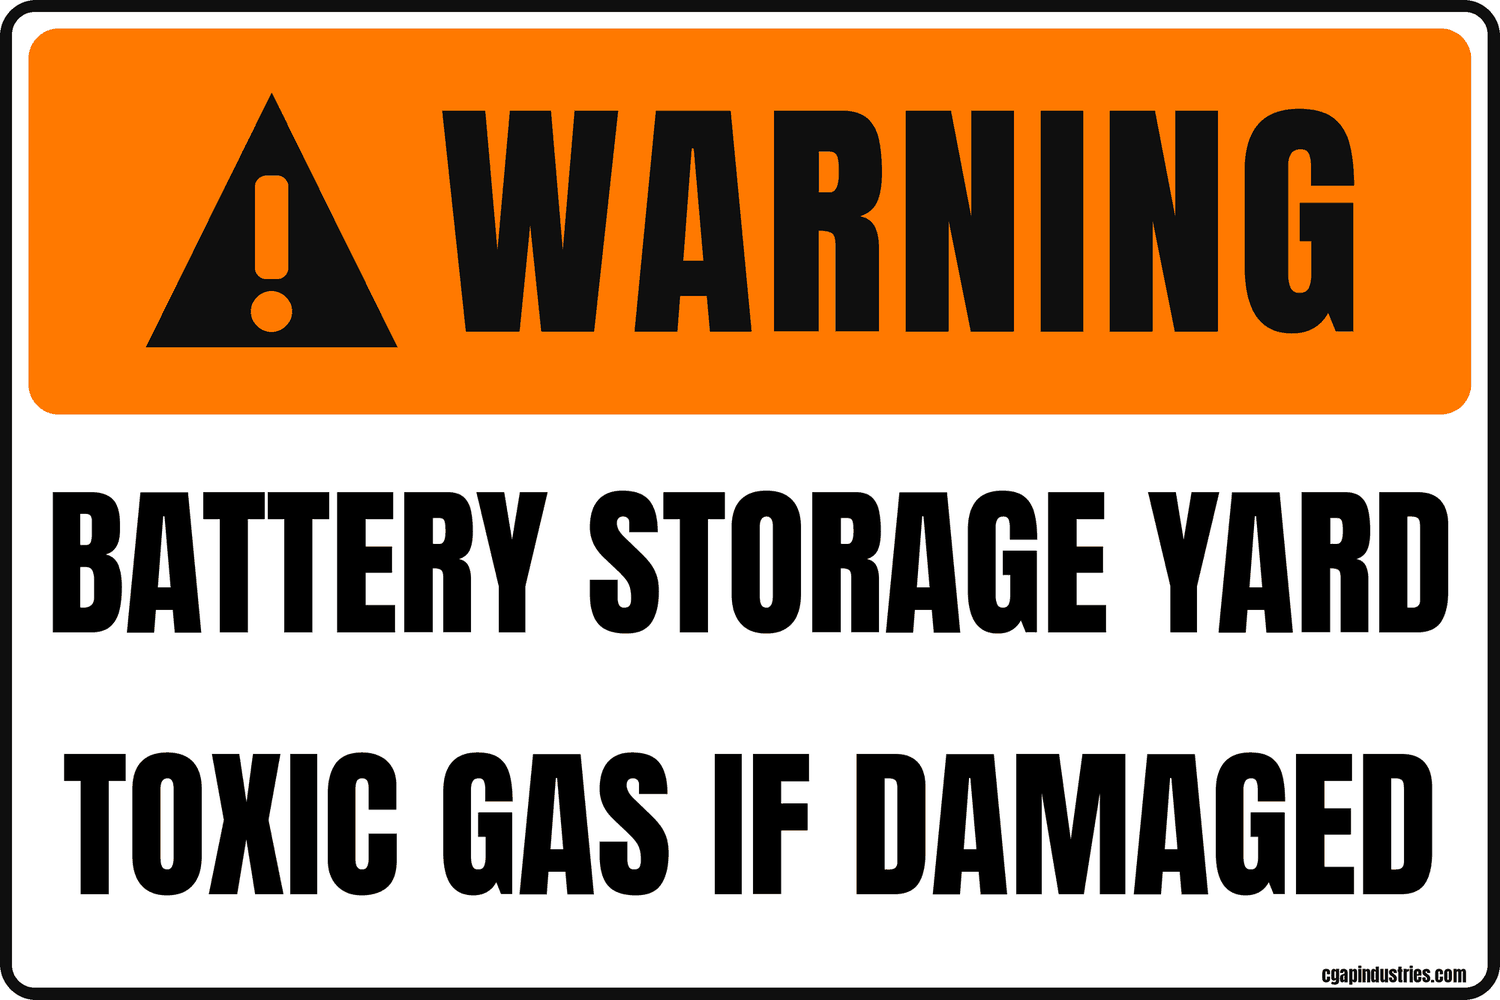 WARNING
BATTERY STORAGE YARD
TOXIC GAS IF DAMAGED
cgapindustries.com